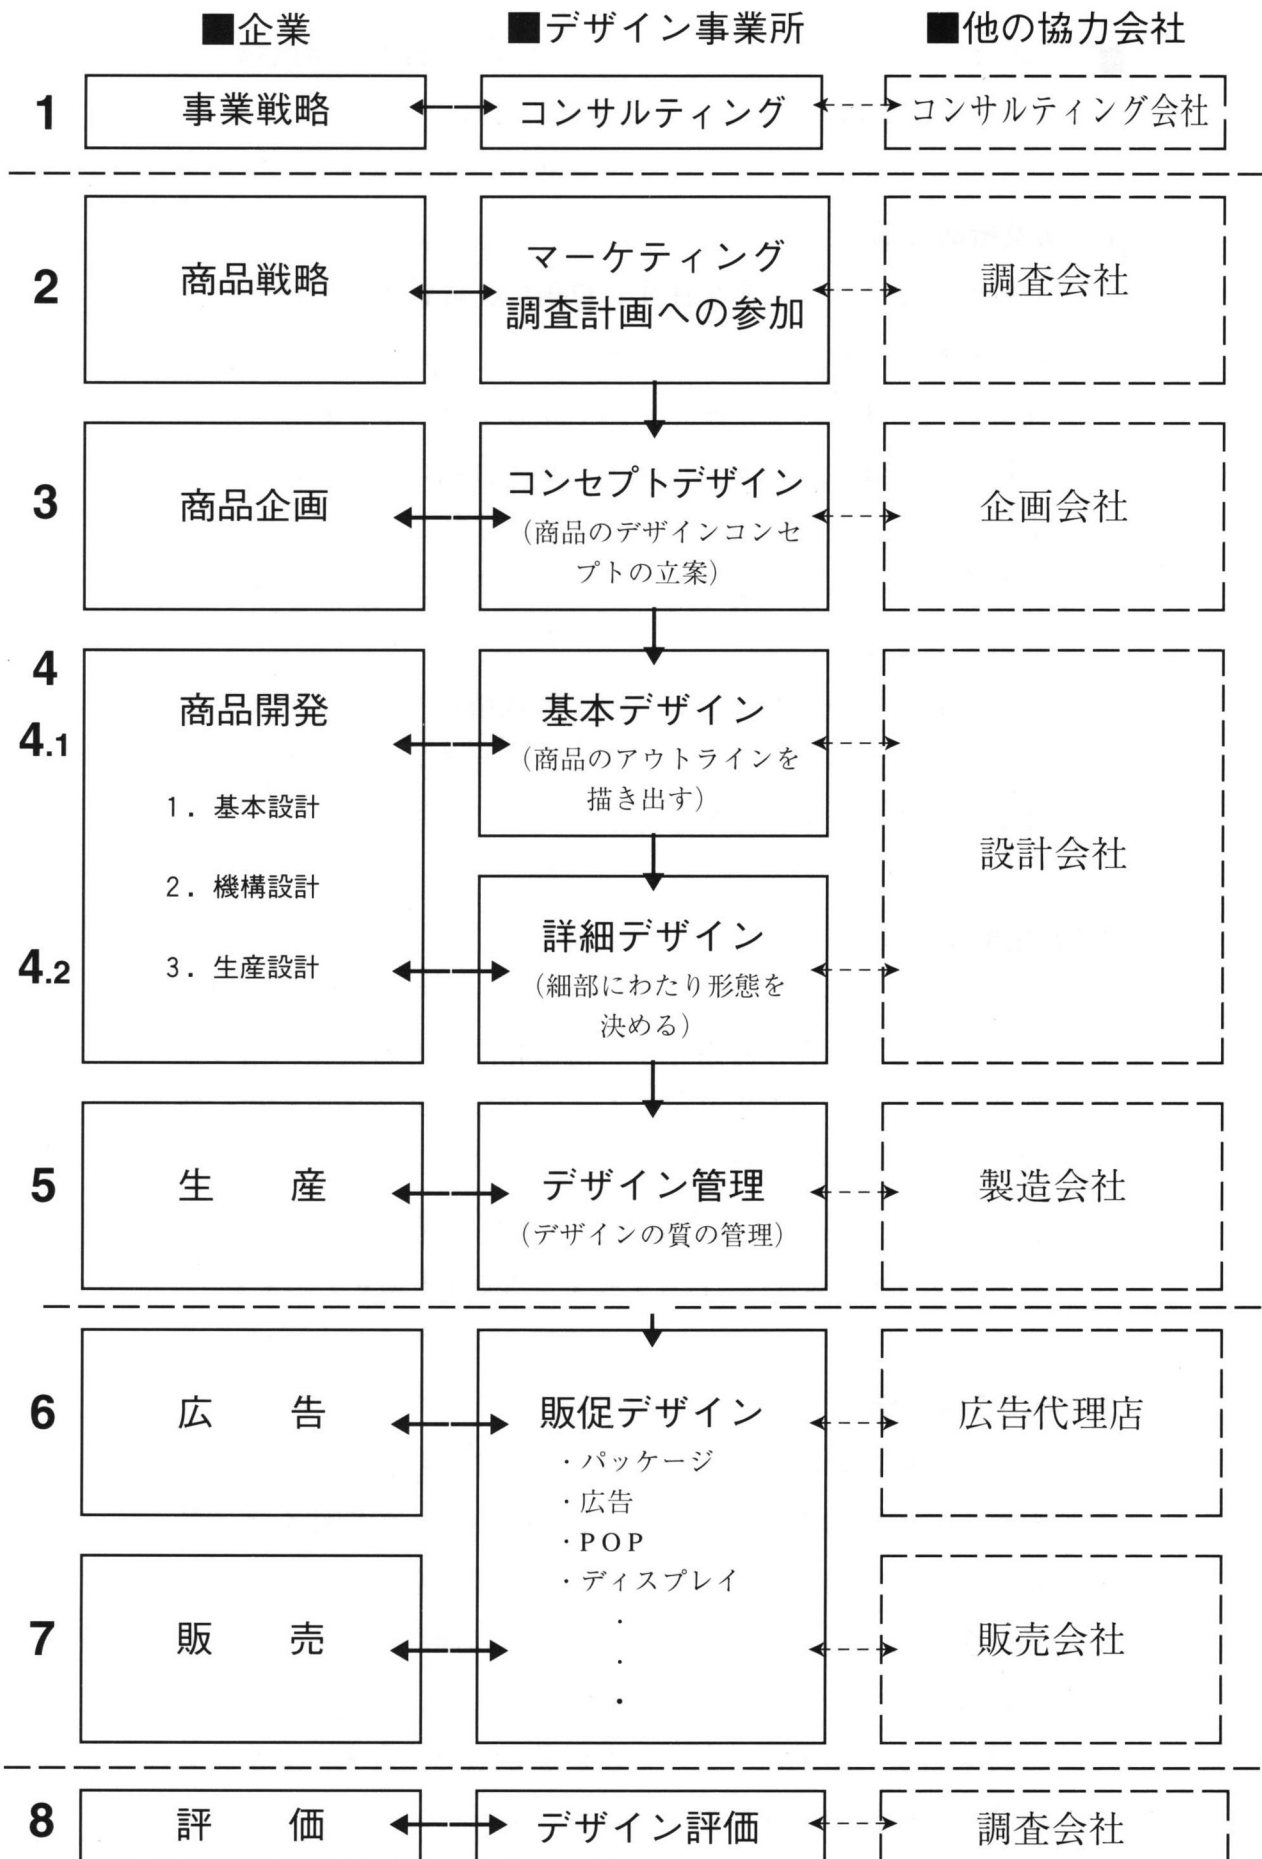 ■企業 ■デザイン事業所 ■他の協力会社
1 事業戦略 コンサルティング コンサルティング会社
2 商品戦略 マーケティング
調査計画への参加 調査会社
3 商品企画 コンセプトデザイン
(商品のデザインコンセ
プトの立案) 企画会社
4
4.1 商品開発 基本デザイン
(商品のアウトラインを
描き出す)
1. 基本設計
2. 機構設計 設計会社
4.2 3. 生産設計 詳細デザイン
(細部にわたり形態を
決める)
5 生 産 デザイン管理 製造会社
(デザインの質の管理)
6 広 告 販促デザイン 広告代理店
・パッケージ
・広告
・POP
・ディスプレイ
・
・
・
7 販 売 販売会社
8 評 価 デザイン評価 調査会社